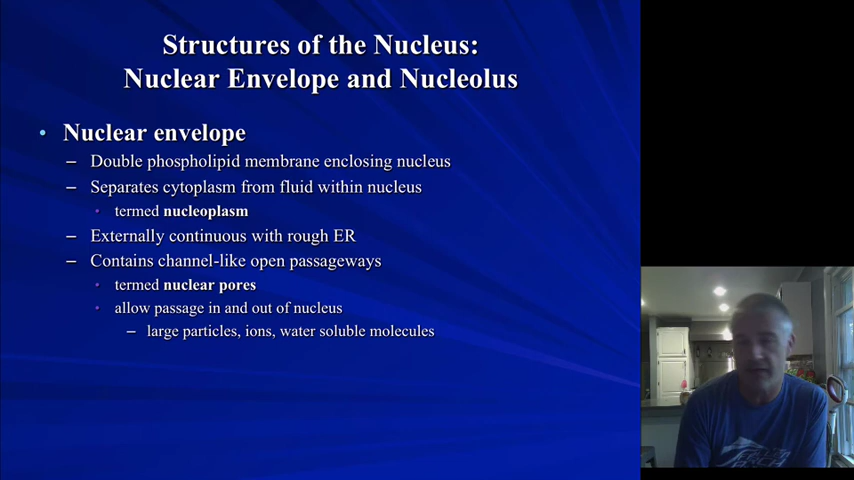 Structures of the Nucleus:
Nuclear Envelope and Nucleolus
• Nuclear envelope
– Double phospholipid membrane enclosing nucleus
– Separates cytoplasm from fluid within nucleus
• termed nucleoplasm
– Externally continuous with rough ER
– Contains channel-like open passageways
• termed nuclear pores
• allow passage in and out of nucleus
– large particles, ions, water soluble molecules